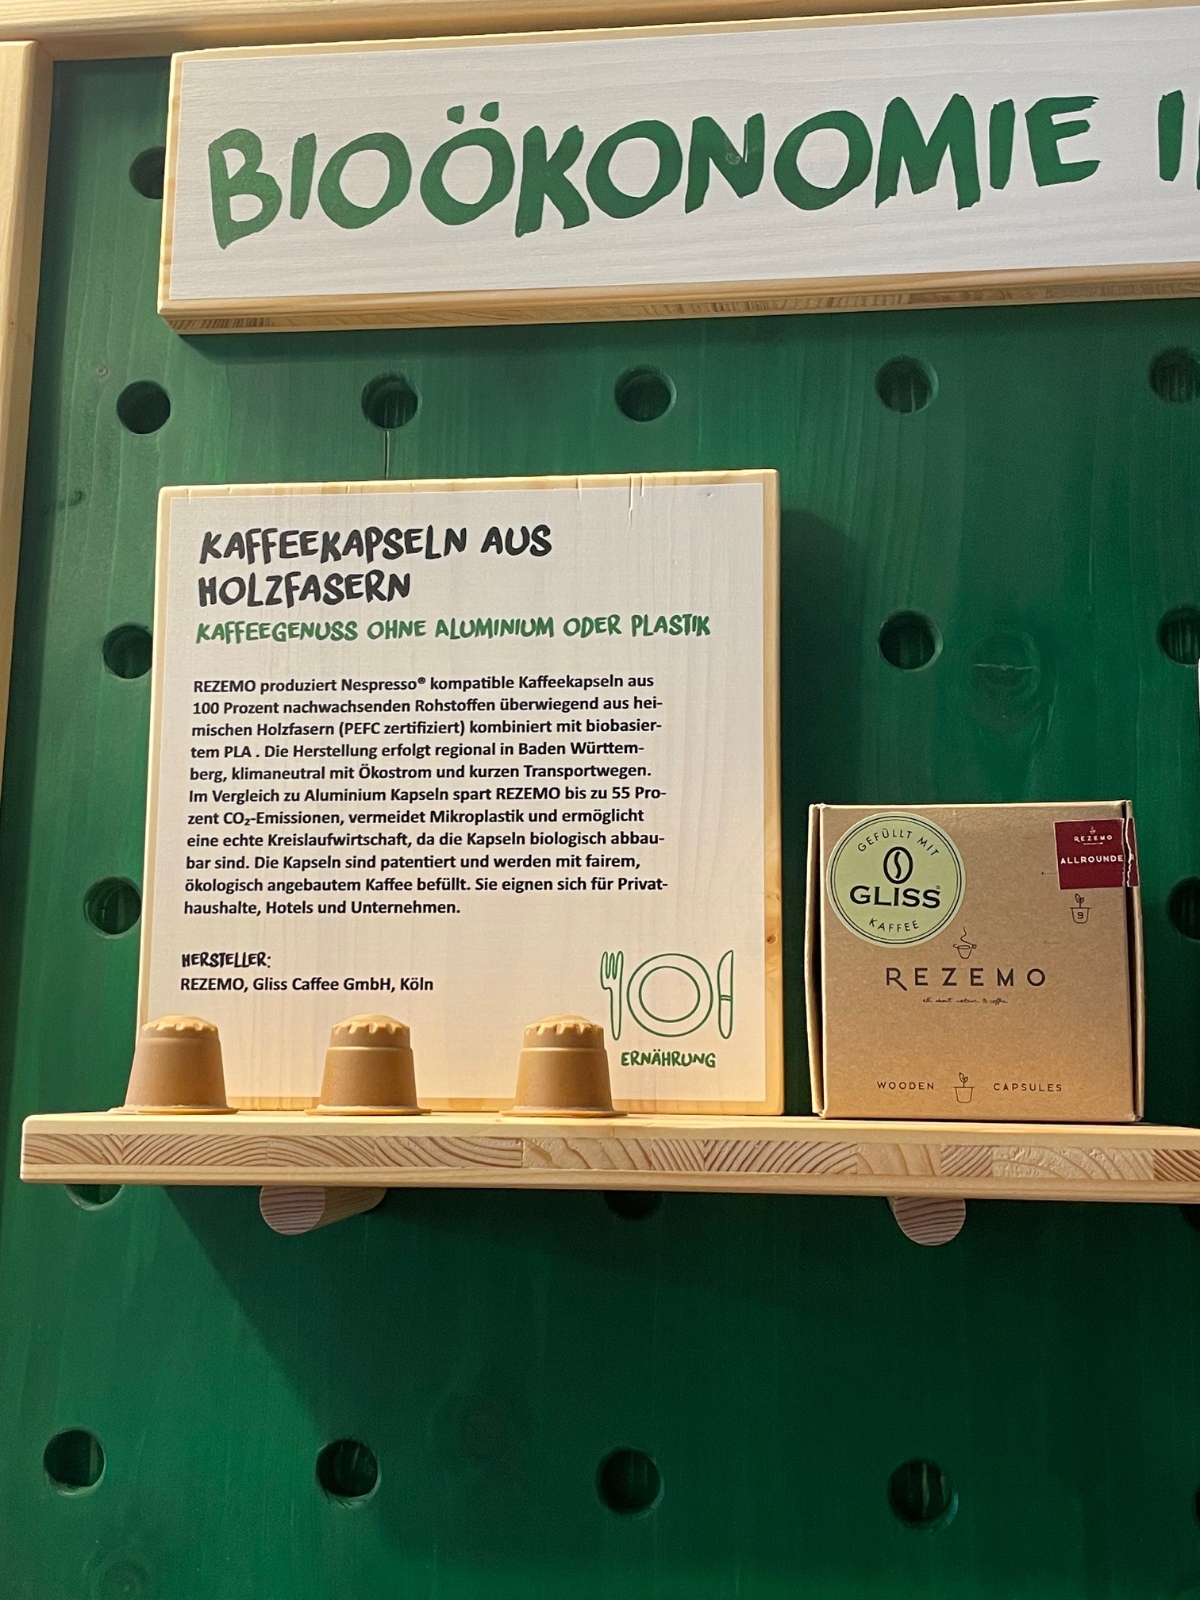 BIOÖKONOMIE
KAFFEEKAPSELN AUS
HOLZFASERN
KAFFEEGENUSS OHNE ALUMINIUM ODER PLASTIK
REZEMO produziert Nespresso® kompatible Kaffeekapseln aus
100 Prozent nachwachsenden Rohstoffen überwiegend aus hei-
mischen Holzfasern (PEFC zertifiziert) kombiniert mit biobasier-
tem PLA . Die Herstellung erfolgt regional in Baden Württem-
berg, klimaneutral mit Ökostrom und kurzen Transportwegen.
Im Vergleich zu Aluminium Kapseln spart REZEMO bis zu 55 Pro-
zent CO₂-Emissionen, vermeidet Mikroplastik und ermöglicht
eine echte Kreislaufwirtschaft, da die Kapseln biologisch abbau-
bar sind. Die Kapseln sind patentiert und werden mit fairem,
ökologisch angebautem Kaffee befüllt. Sie eignen sich für Privat-
haushalte, Hotels und Unternehmen.
HERSTELLER:
REZEMO, Gliss Caffee GmbH, Köln
ERNÄHRUNG
GEFÜLLT MIT
GLISS®
KAFFEE
REZEMO
ALLROUNDE
9
REZEMO
all about nature & coffee
WOODEN CAPSULES